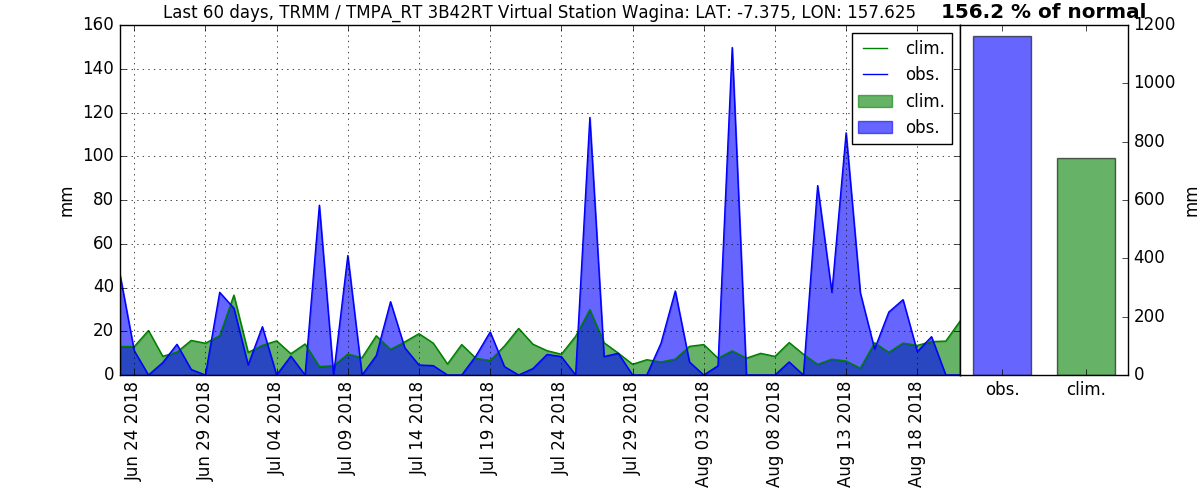 Last 60 days, TRMM / TMPA_RT 3B42RT Virtual Station Wagina: LAT: -7.375, LON: 157.625
156.2 % of normal
160
140
120
100
80
60
40
20
0
mm
clim.
obs.
clim.
obs.
Jun 24 2018
Jun 29 2018
Jul 04 2018
Jul 09 2018
Jul 14 2018
Jul 19 2018
Jul 24 2018
Jul 29 2018
Aug 03 2018
Aug 08 2018
Aug 13 2018
Aug 18 2018
1200
1000
800
600
400
200
0
mm
obs.
clim.